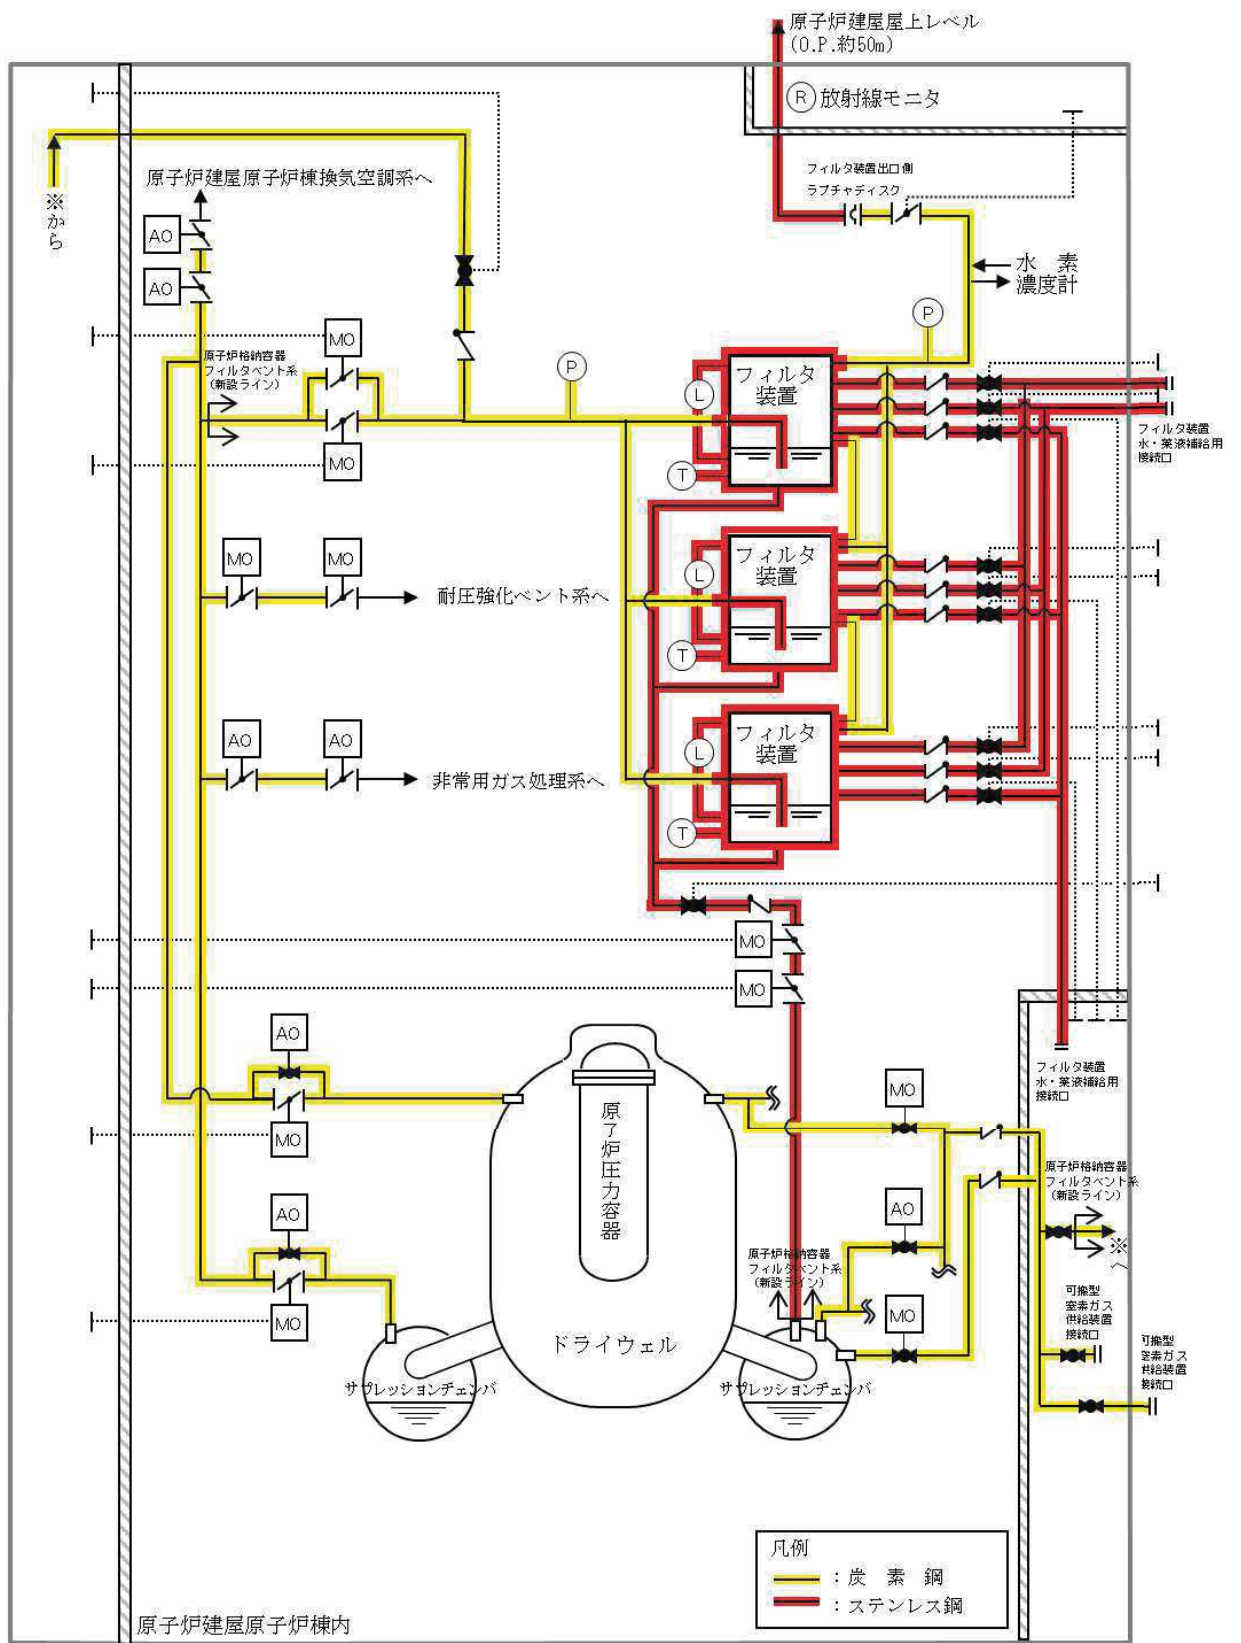 原子炉建屋屋上レベル
(O.P.約50m)
R 放射線モニタ
フィルタ装置出口側
ラプチャディスク
原子炉建屋原子炉棟換気空調系へ
※から
AO
AO
水 素
濃度計
P
MO
原子炉格納容器
フィルタベント系
(新設ライン)
P
フィルタ
装置
L
T
MO
フィルタ装置
水・薬液補給用
接続口
MO
MO
耐圧強化ベント系へ
フィルタ
装置
L
T
AO
AO
非常用ガス処理系へ
フィルタ
装置
L
T
MO
MO
AO
MO
原子炉圧力容器
フィルタ装置
水・薬液補給用
接続口
MO
原子炉格納容器
フィルタベント系
(新設ライン)
※へ
AO
AO
原子炉格納容器
フィルタベント系
(新設ライン)
MO
MO
ドライウェル
サプレッションチェンバ
サプレッションチェンバ
可搬型
窒素ガス
供給装置
接続口
可搬型
窒素ガス
供給装置
接続口
凡例
：炭 素 鋼
：ステンレス鋼
原子炉建屋原子炉棟内